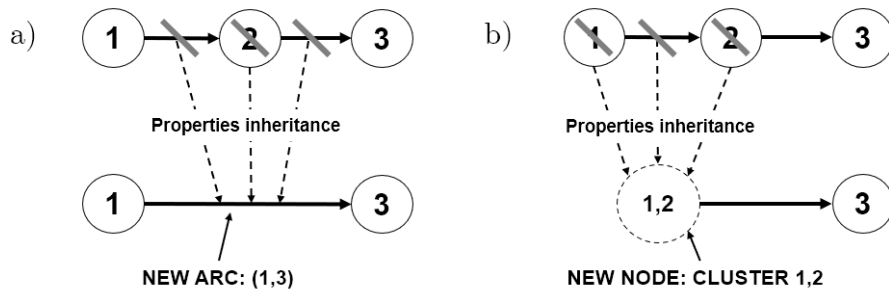 a)
1 2 3
Properties inheritance
1 3
NEW ARC: (1,3)
b)
1 2 3
Properties inheritance
1,2 3
NEW NODE: CLUSTER 1,2